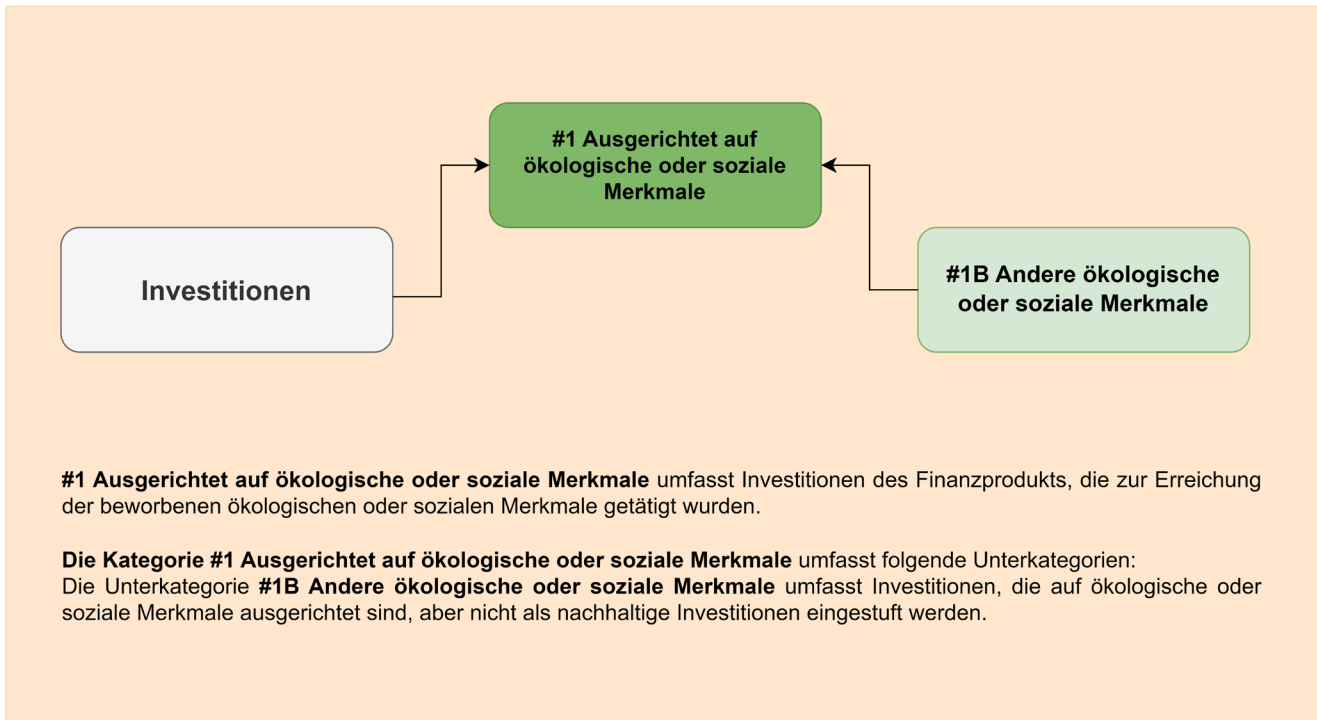 #1 Ausgerichtet auf
ökologische oder soziale
Merkmale
Investitionen
#1B Andere ökologische
oder soziale Merkmale
#1 Ausgerichtet auf ökologische oder soziale Merkmale umfasst Investitionen des Finanzprodukts, die zur Erreichung
der beworbenen ökologischen oder sozialen Merkmale getätigt wurden.
Die Kategorie #1 Ausgerichtet auf ökologische oder soziale Merkmale umfasst folgende Unterkategorien:
Die Unterkategorie #1B Andere ökologische oder soziale Merkmale umfasst Investitionen, die auf ökologische oder
soziale Merkmale ausgerichtet sind, aber nicht als nachhaltige Investitionen eingestuft werden.